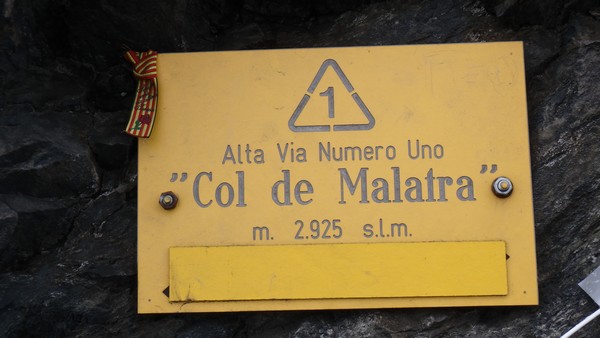 1
Alta Via Numero Uno
"Col de Malatra"
m. 2.925 s.l.m.